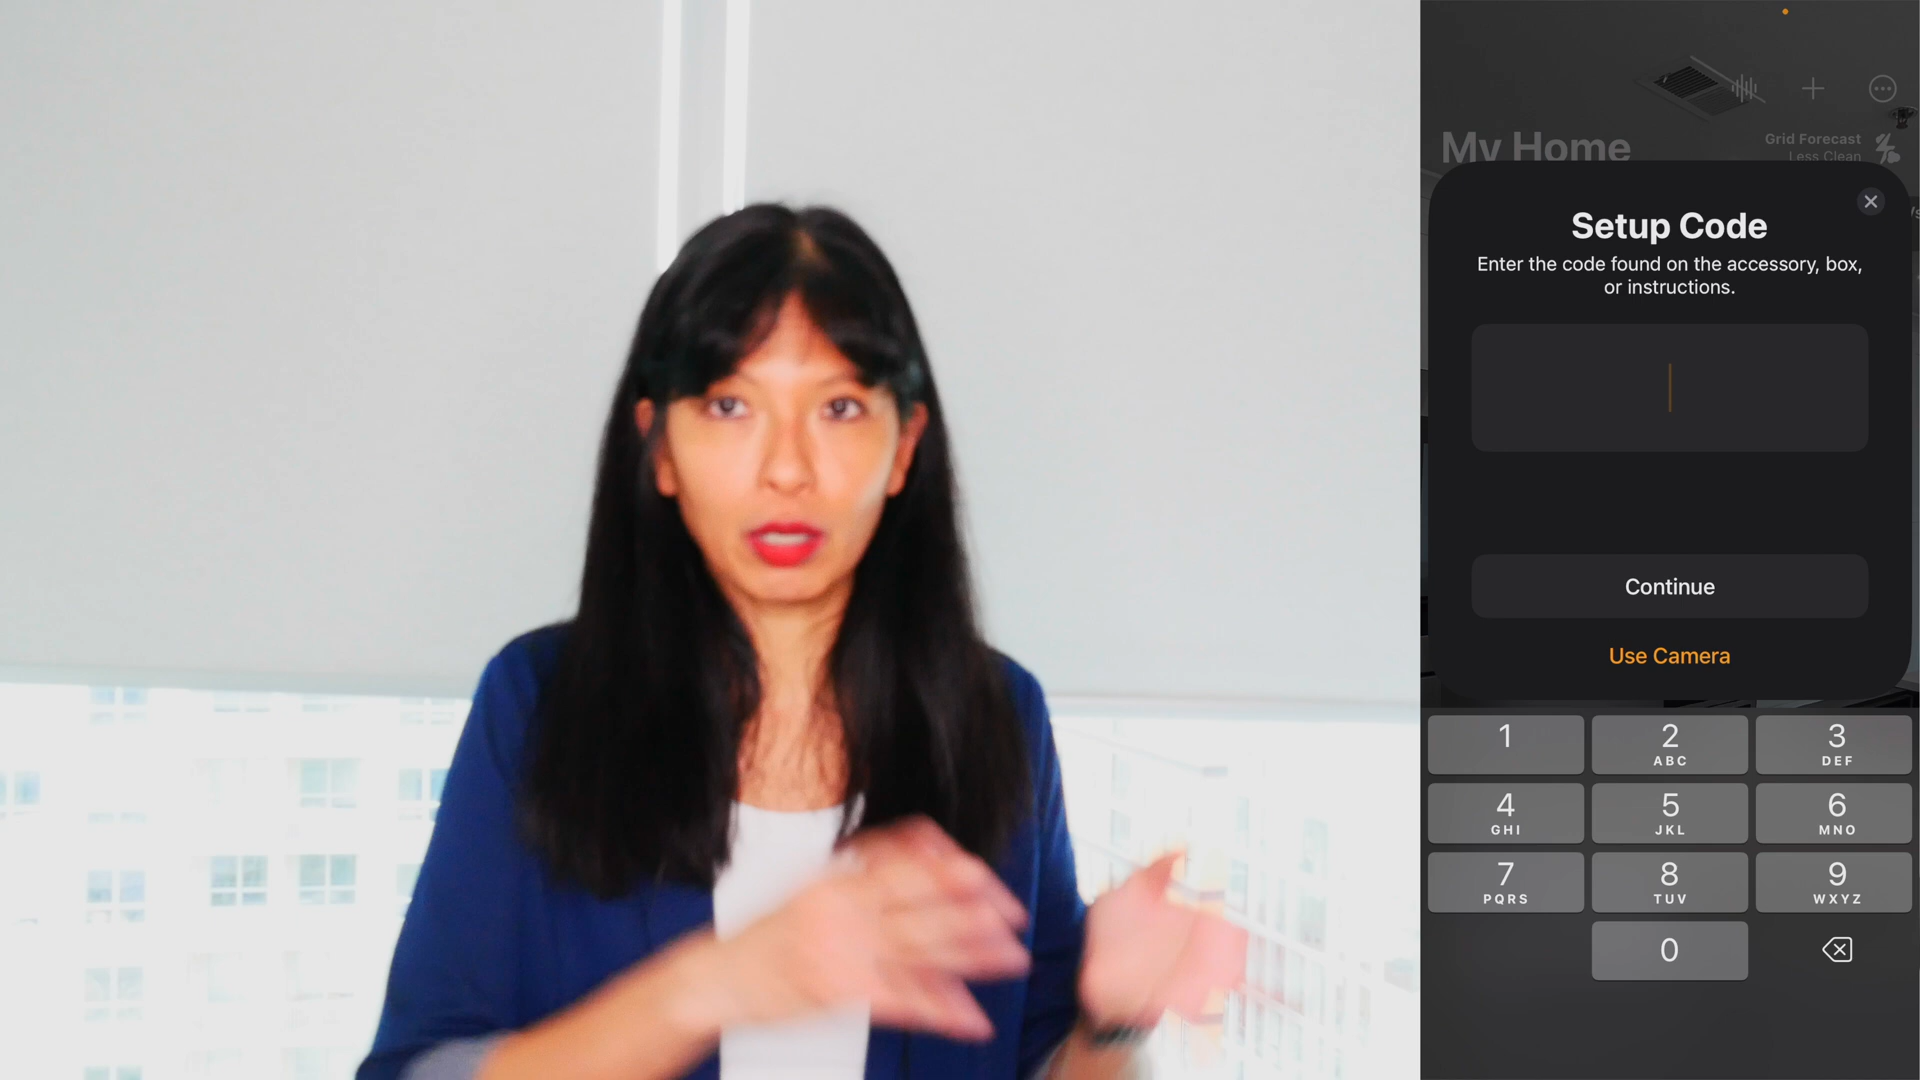 My Home
Grid Forecast
Less Clean
Setup Code
Enter the code found on the accessory, box,
or instructions.
Continue
Use Camera
1
2
ABC
3
DEF
4
GHI
5
JKL
6
MNO
7
PQRS
8
TUV
9
WXYZ
0